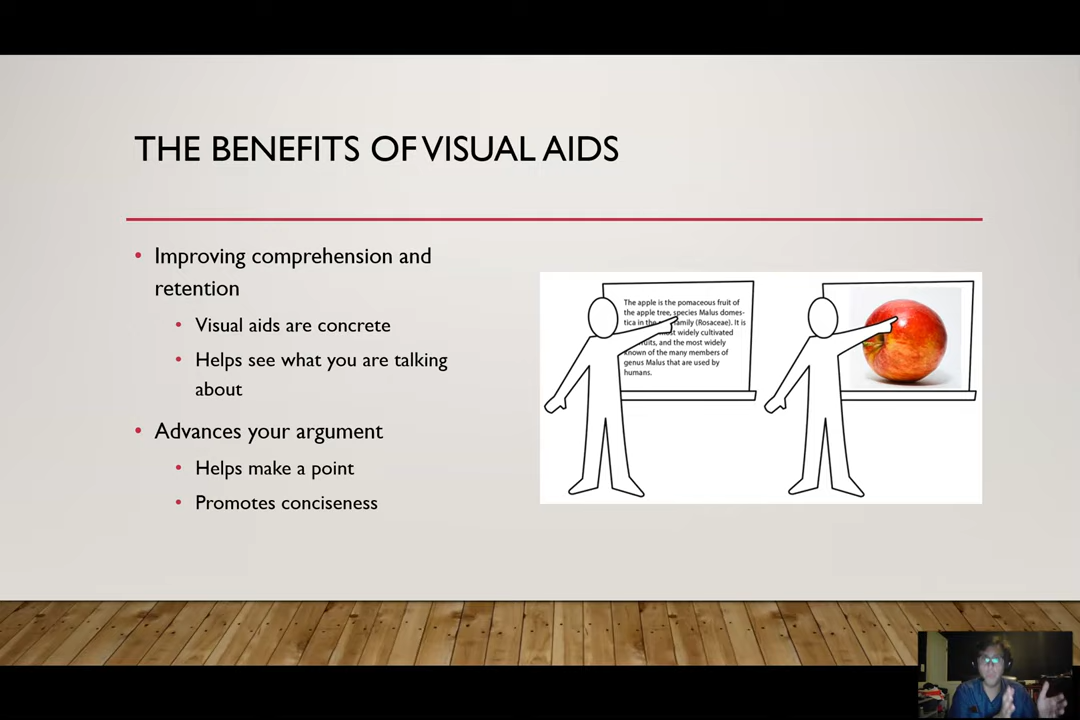 THE BENEFITS OF VISUAL AIDS
• Improving comprehension and
retention
• Visual aids are concrete
• Helps see what you are talking
about
• Advances your argument
• Helps make a point
• Promotes conciseness
The apple is the pomaceous fruit of
the apple tree, species Malus domes-
tica in the family (Rosaceae). It is
most widely cultivated
fruits, and the most widely
known of the many members of
genus Malus that are used by
humans.